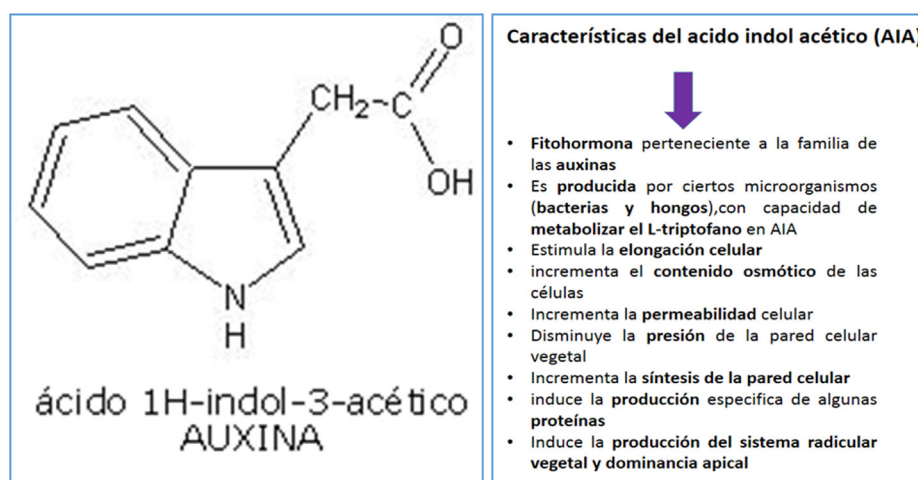 O
CH₂-C
OH
N
H
ácido 1H-indol-3-acético
AUXINA
Características del acido indol acético (AIA)
• Fitohormona perteneciente a la familia de
las auxinas
• Es producida por ciertos microorganismos
(bacterias y hongos),con capacidad de
metabolizar el L-triptofano en AIA
• Estimula la elongación celular
• incrementa el contenido osmótico de las
células
• Incrementa la permeabilidad celular
• Disminuye la presión de la pared celular
vegetal
• Incrementa la síntesis de la pared celular
• induce la producción especifica de algunas
proteínas
• Induce la producción del sistema radicular
vegetal y dominancia apical